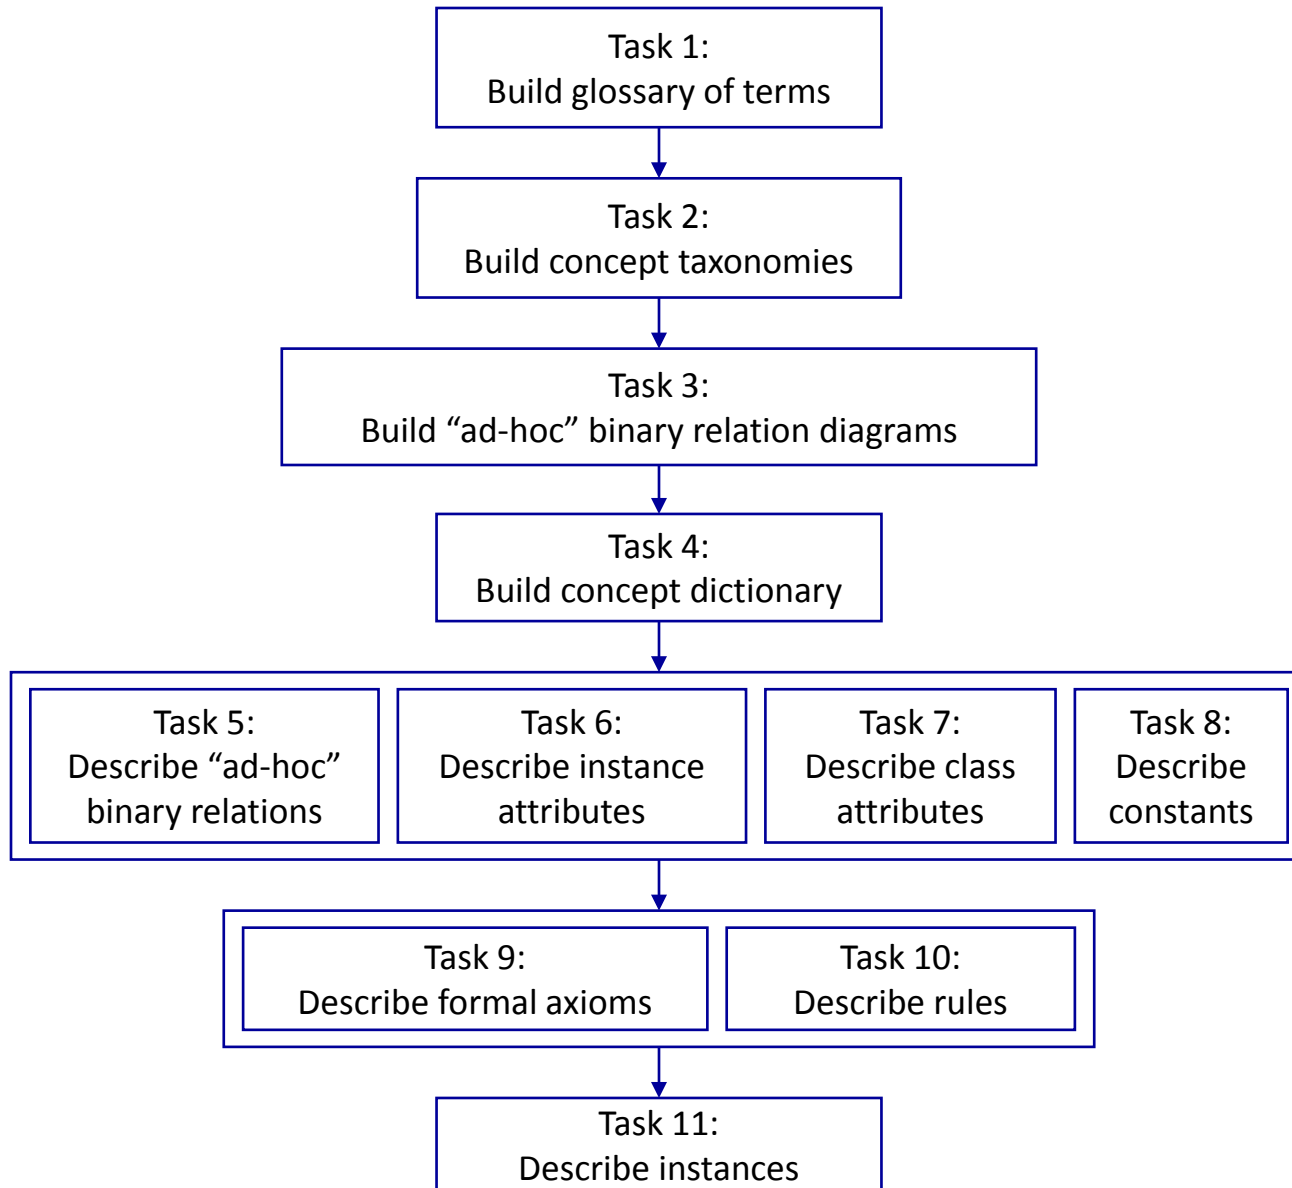 Task 1:
Build glossary of terms
Task 2:
Build concept taxonomies
Task 3:
Build “ad-hoc” binary relation diagrams
Task 4:
Build concept dictionary
Task 5:
Describe “ad-hoc”
binary relations
Task 6:
Describe instance
attributes
Task 7:
Describe class
attributes
Task 8:
Describe
constants
Task 9:
Describe formal axioms
Task 10:
Describe rules
Task 11:
Describe instances